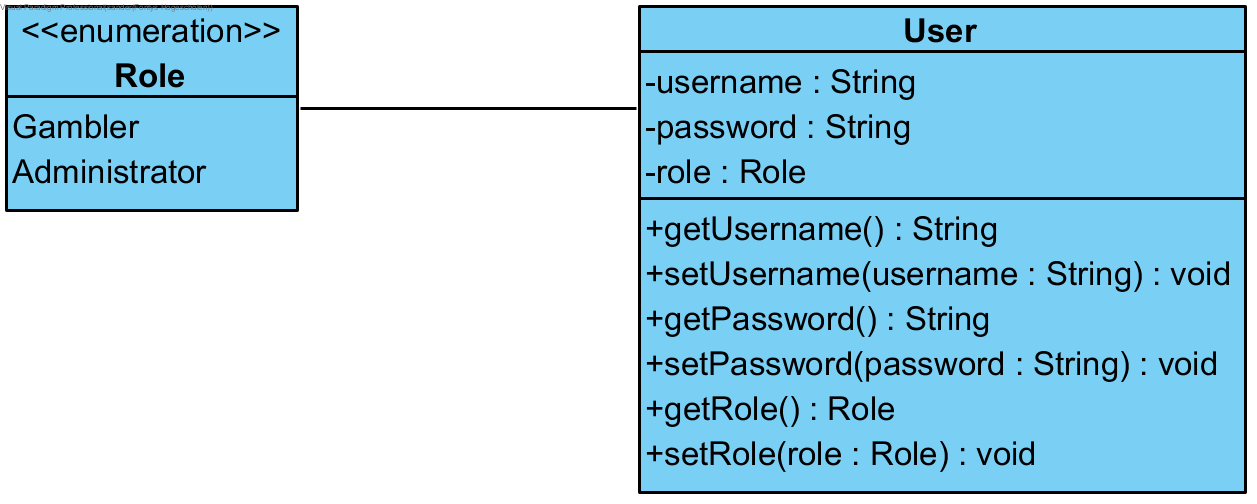 <<enumeration>>
Role
Gambler
Administrator
User
-username : String
-password : String
-role : Role
+getUsername() : String
+setUsername(username : String) : void
+getPassword() : String
+setPassword(password : String) : void
+getRole() : Role
+setRole(role : Role) : void